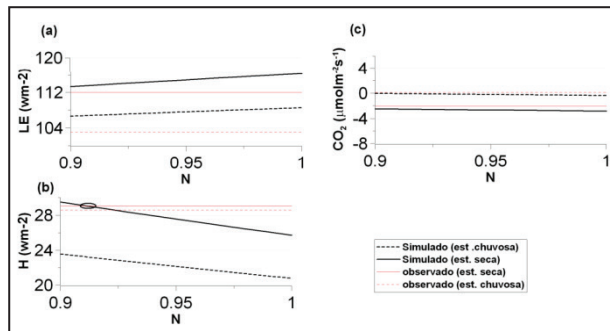 (a)
120
112
104
LE (wm-2)
0.9
0.95
1
N
(b)
28
24
20
H (wm-2)
0.9
0.95
1
N
(c)
4
0
-4
-8
CO₂ (µmolm⁻²s⁻¹)
0.9
0.95
1
N
Simulado (est .chuvosa)
Simulado (est. seca)
observado (est. seca)
observado (est. chuvosa)